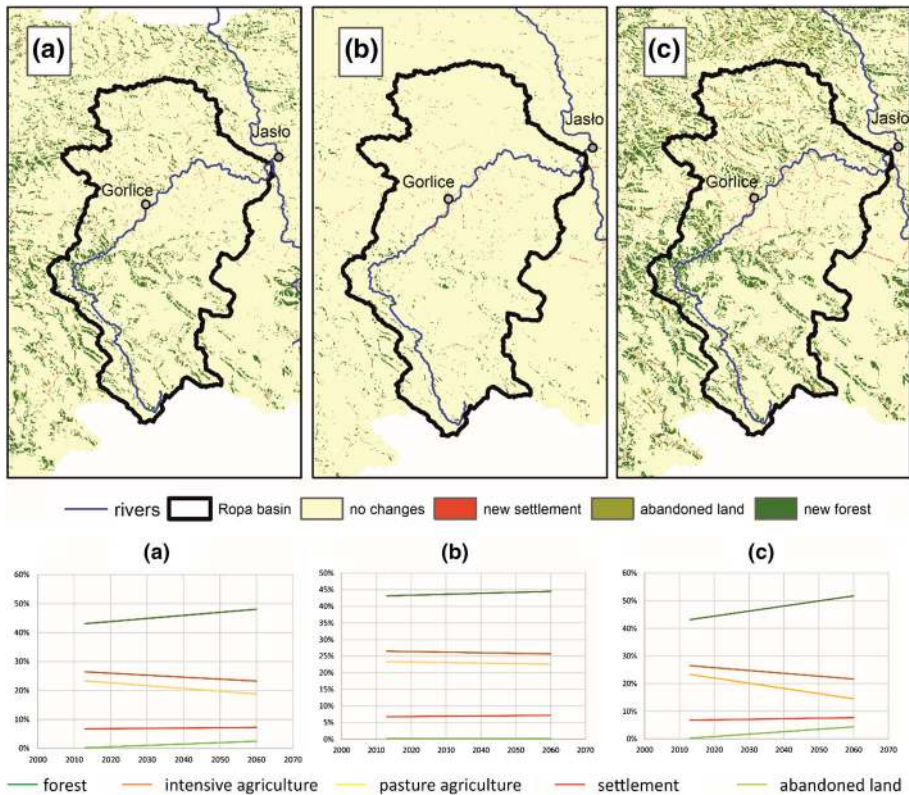 (a) (b) (c)
Jasło Jasło Jasło
Gorlice Gorlice Gorlice
rivers Ropa basin no changes new settlement abandoned land new forest
(a) (b) (c)
60%
50%
40%
30%
20%
10%
0%
2000 2010 2020 2030 2040 2050 2060 2070
50%
45%
40%
35%
30%
25%
20%
15%
10%
5%
0%
2000 2010 2020 2030 2040 2050 2060 2070
60%
50%
40%
30%
20%
10%
0%
2000 2010 2020 2030 2040 2050 2060 2070
forest intensive agriculture pasture agriculture settlement abandoned land